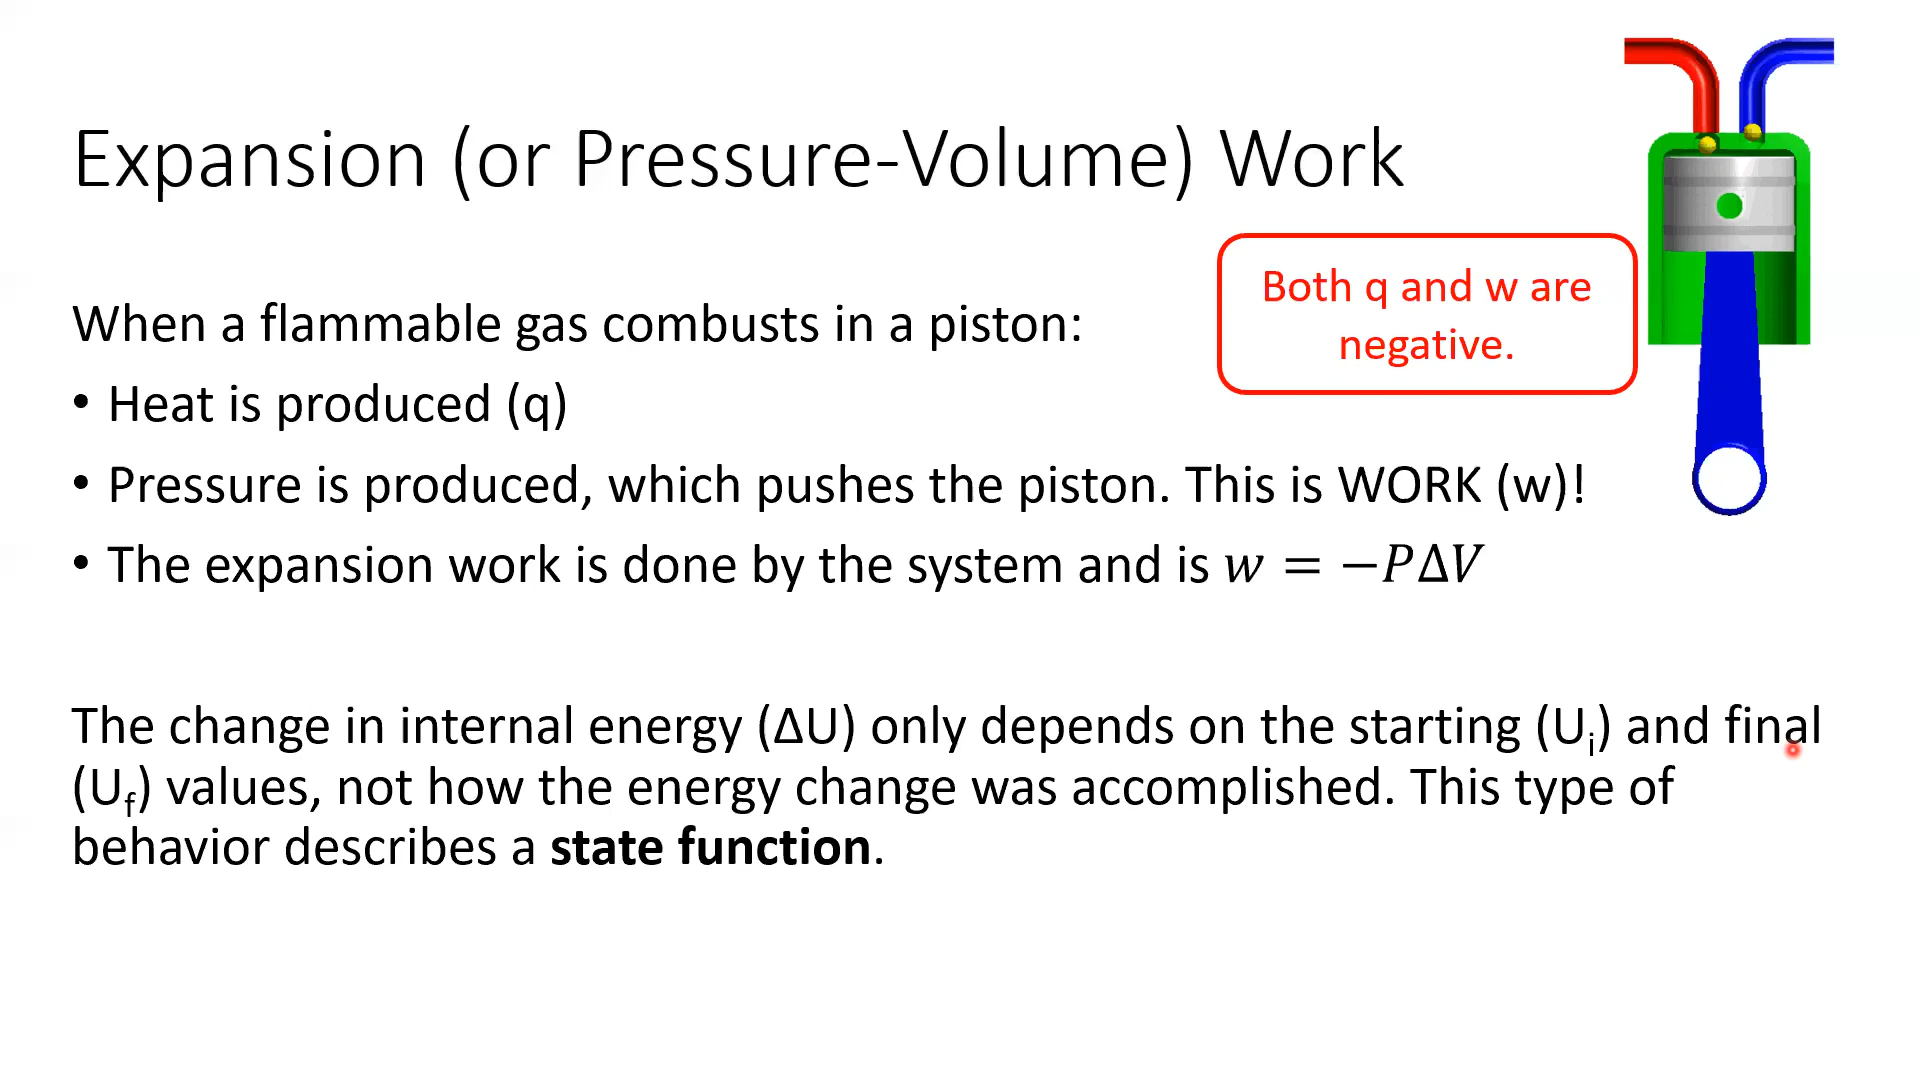 Expansion (or Pressure-Volume) Work
Both q and w are
negative.
When a flammable gas combusts in a piston:
• Heat is produced (q)
• Pressure is produced, which pushes the piston. This is WORK (w)!
• The expansion work is done by the system and is w = −PΔV
The change in internal energy (ΔU) only depends on the starting (Uᵢ) and final
(U_f) values, not how the energy change was accomplished. This type of
behavior describes a state function.